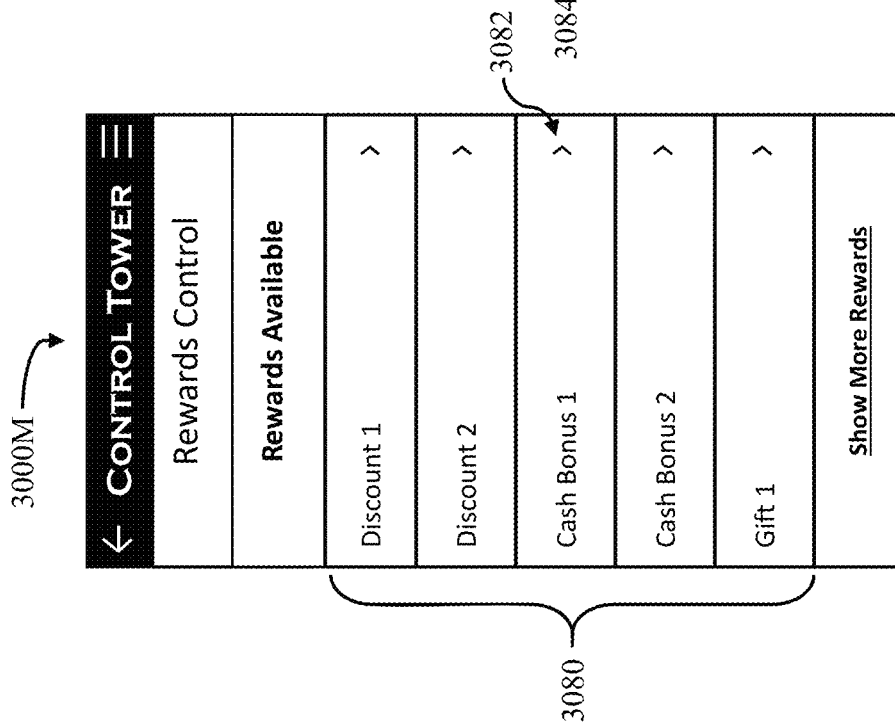 3000M
← CONTROL TOWER ☰
Rewards Control
Rewards Available
Discount 1 >
Discount 2 >
Cash Bonus 1 >
Cash Bonus 2 >
Gift 1 >
Show More Rewards
3080
3082
3084